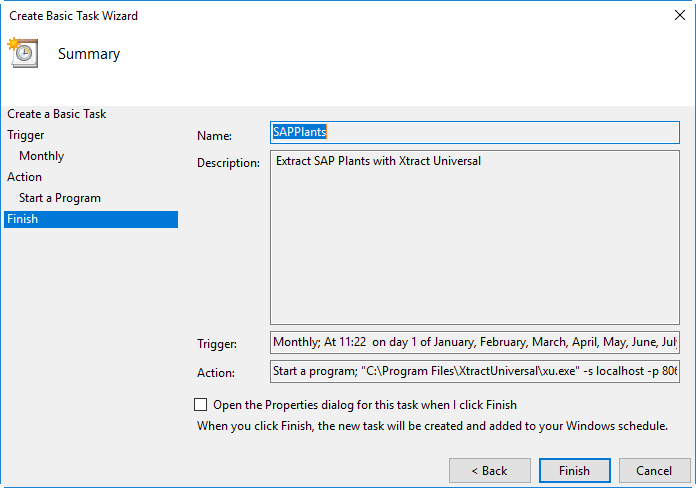 Create Basic Task Wizard
Summary
Create a Basic Task
Trigger
Monthly
Action
Start a Program
Finish
Name:
SAPPlants
Description:
Extract SAP Plants with Xtract Universal
Trigger:
Monthly; At 11:22 on day 1 of January, February, March, April, May, June, July
Action:
Start a program; "C:\Program Files\XtractUniversal\xu.exe" -s localhost -p 806
Open the Properties dialog for this task when I click Finish
When you click Finish, the new task will be created and added to your Windows schedule.
< Back
Finish
Cancel